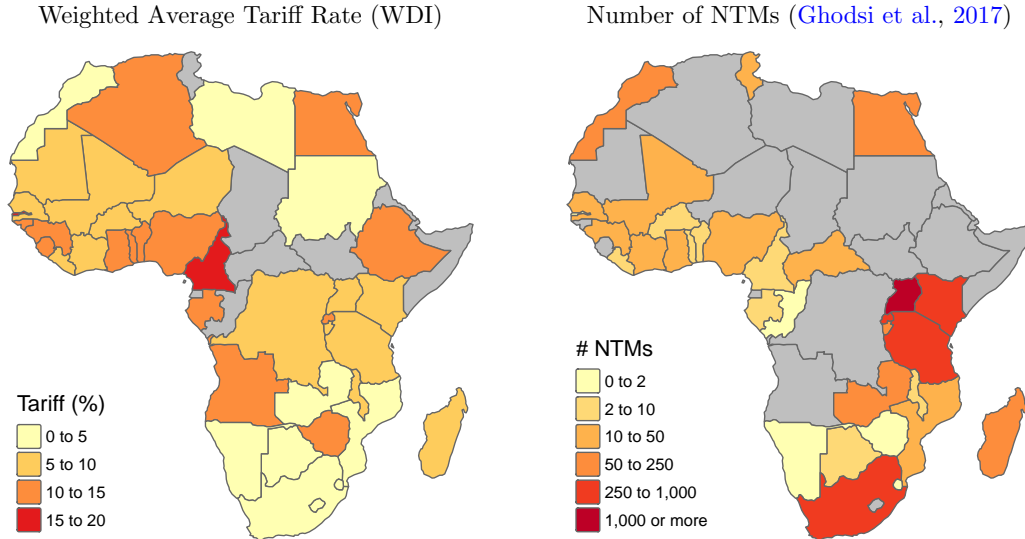 Weighted Average Tariff Rate (WDI)
Number of NTMs (Ghodsi et al., 2017)
Tariff (%)
0 to 5
5 to 10
10 to 15
15 to 20
# NTMs
0 to 2
2 to 10
10 to 50
50 to 250
250 to 1,000
1,000 or more